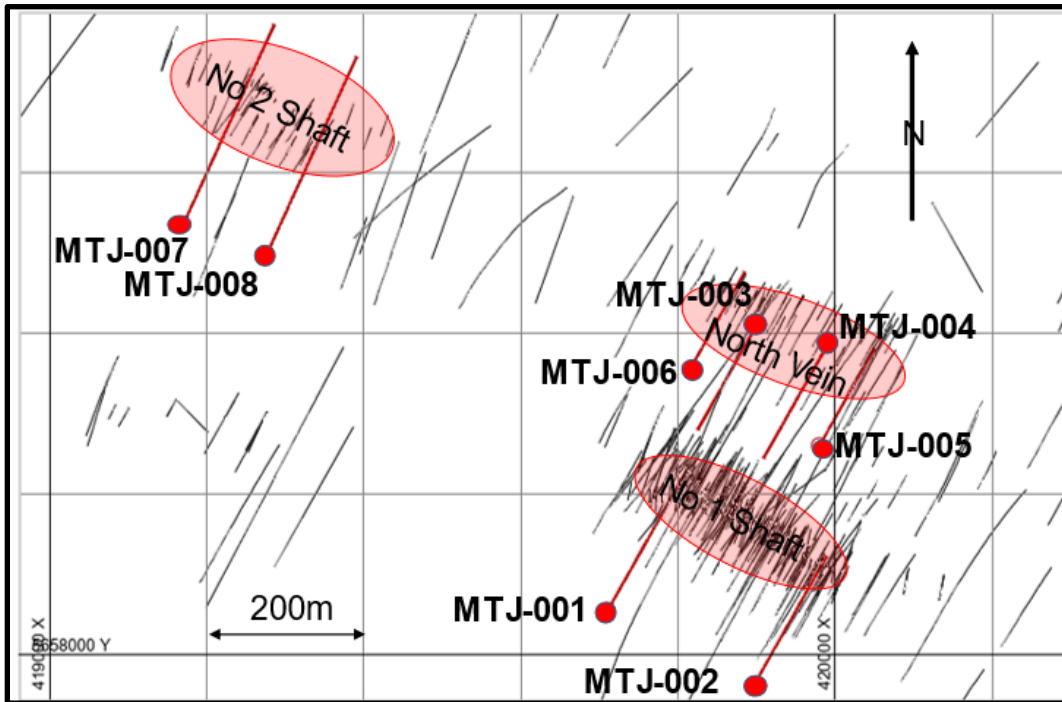 No 2 Shaft
N
MTJ-007
MTJ-008
MTJ-003
MTJ-004
North Vein
MTJ-006
MTJ-005
No 1 Shaft
200m
MTJ-001
5658000 Y
419000 X
420000 X
MTJ-002